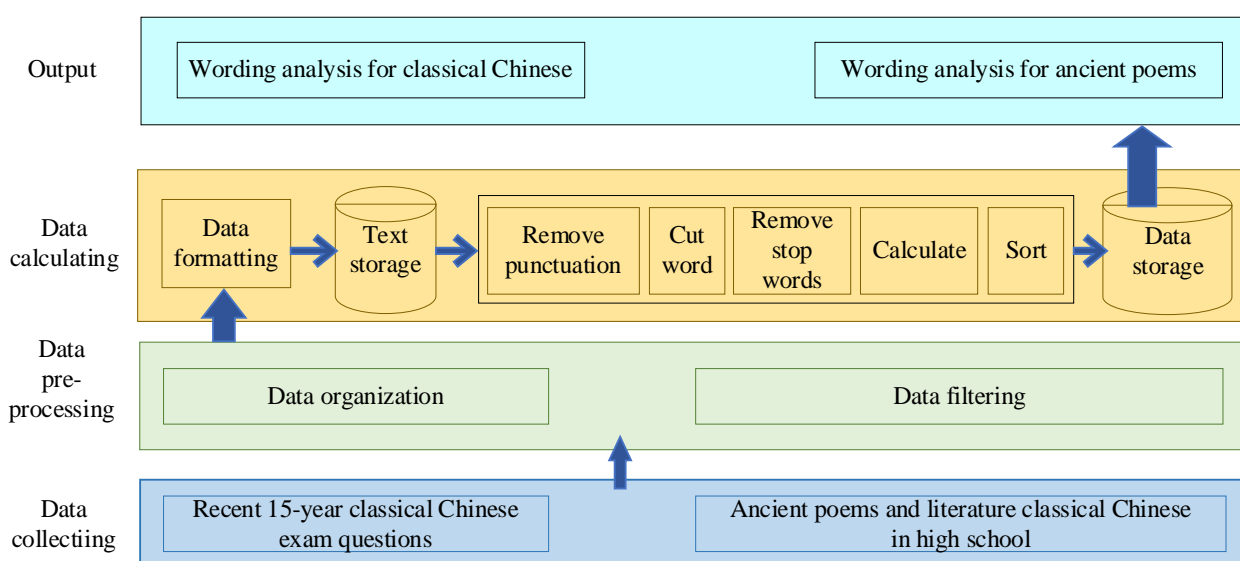 Output
Wording analysis for classical Chinese
Wording analysis for ancient poems
Data
calculating
Data
formatting
Text
storage
Remove
punctuation
Cut
word
Remove
stop
words
Calculate
Sort
Data
storage
Data
pre-
processing
Data organization
Data filtering
Data
collectiing
Recent 15-year classical Chinese
exam questions
Ancient poems and literature classical Chinese
in high school